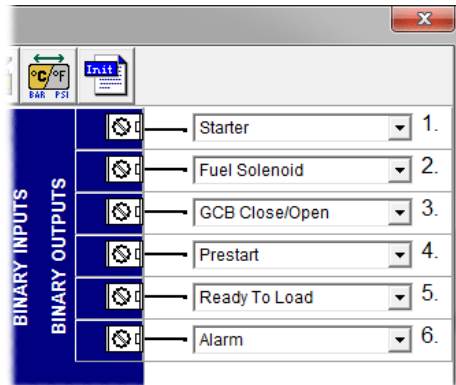 x
°C/°F
BAR PSI
Init
BINARY INPUTS
BINARY OUTPUTS
Starter 1.
Fuel Solenoid 2.
GCB Close/Open 3.
Prestart 4.
Ready To Load 5.
Alarm 6.